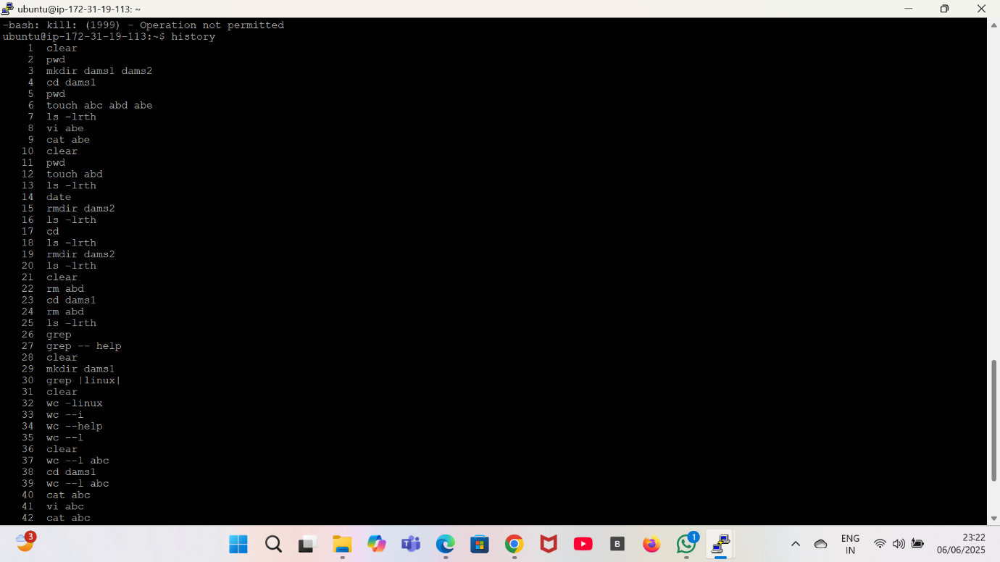 ubuntu@ip-172-31-19-113: ~
-bash: kill: (1999) - Operation not permitted
ubuntu@ip-172-31-19-113:~$ history
1 clear
2 pwd
3 mkdir dams1 dams2
4 cd dams1
5 pwd
6 touch abc abd abe
7 ls -lrth
8 vi abe
9 cat abe
10 clear
11 pwd
12 touch abd
13 ls -lrth
14 date
15 rmdir dams2
16 ls -lrth
17 cd
18 ls -lrth
19 rmdir dams2
20 ls -lrth
21 clear
22 rm abd
23 cd dams1
24 rm abd
25 ls -lrth
26 grep
27 grep -- help
28 clear
29 mkdir dams1
30 grep |linux|
31 clear
32 wc -linux
33 wc --i
34 wc --help
35 wc --l
36 clear
37 wc --l abc
38 cd dams1
39 wc --l abc
40 cat abc
41 vi abc
42 cat abc
3
B
1
ENG
IN
23:22
06/06/2025